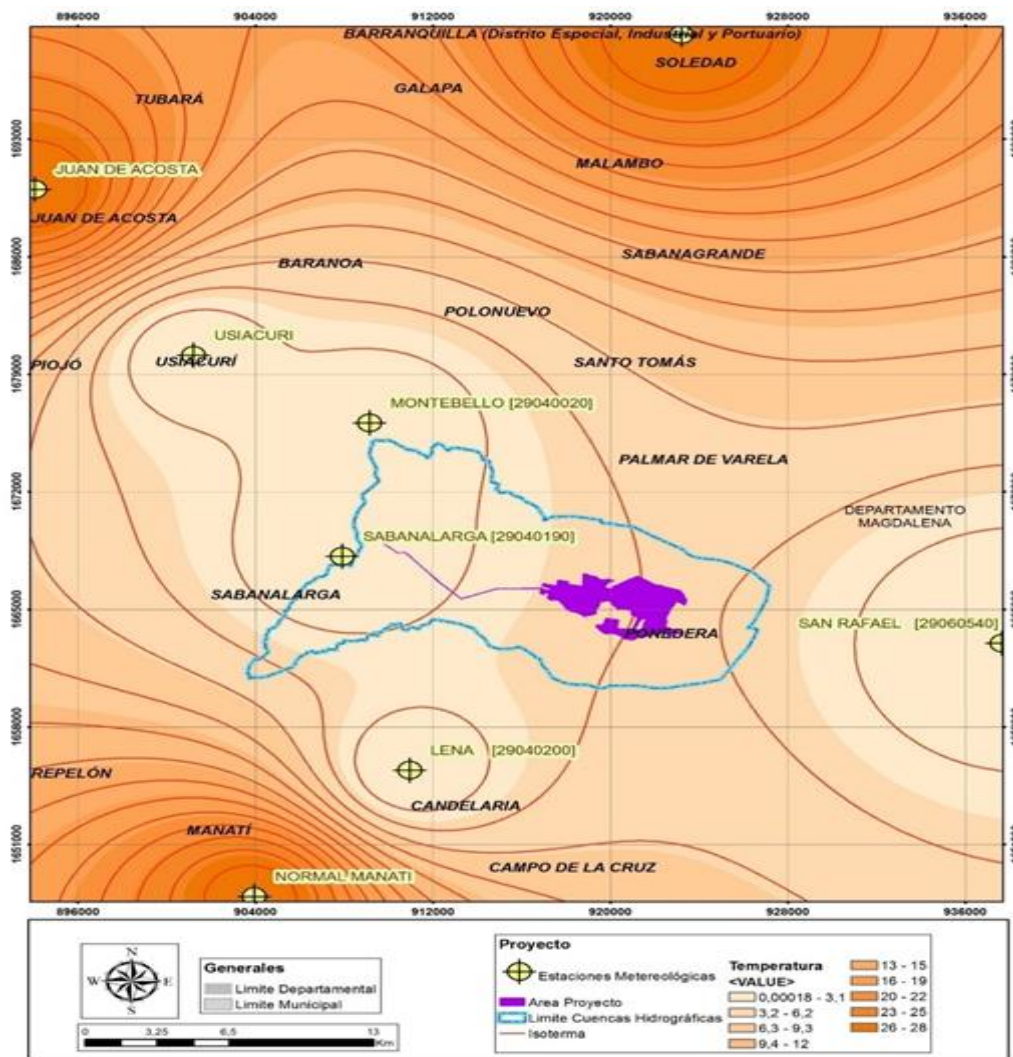 896000 904000 912000 920000 928000 936000
BARRANQUILLA (Distrito Especial, Industrial y Portuario)
SOLEDAD
GALAPA
TUBARÁ
1693000
MALAMBO
JUAN DE ACOSTA
JUAN DE ACOSTA
SABANAGRANDE
1686000
BARANOA
POLONUEVO
USIACURI
USIACURÍ
PIOJÓ
SANTO TOMÁS
1679000
MONTEBELLO [29040020]
PALMAR DE VARELA
1672000
DEPARTAMENTO
MAGDALENA
SABANALARGA [29040190]
SABANALARGA
1665000
PONEDERA
SAN RAFAEL [29060540]
1658000
LENA [29040200]
REPELÓN
CANDELARIA
MANATÍ
1651000
CAMPO DE LA CRUZ
NORMAL MANATI
896000 904000 912000 920000 928000 936000
N
W E
S
Generales
Limite Departamental
Limite Municipal
0 3,25 6,5 13
Km
Proyecto
Estaciones Metereológicas
Area Proyecto
Limite Cuencas Hidrográficas
Isoterma
Temperatura
<VALUE>
0,00018 - 3,1
3,2 - 6,2
6,3 - 9,3
9,4 - 12
13 - 15
16 - 19
20 - 22
23 - 25
26 - 28